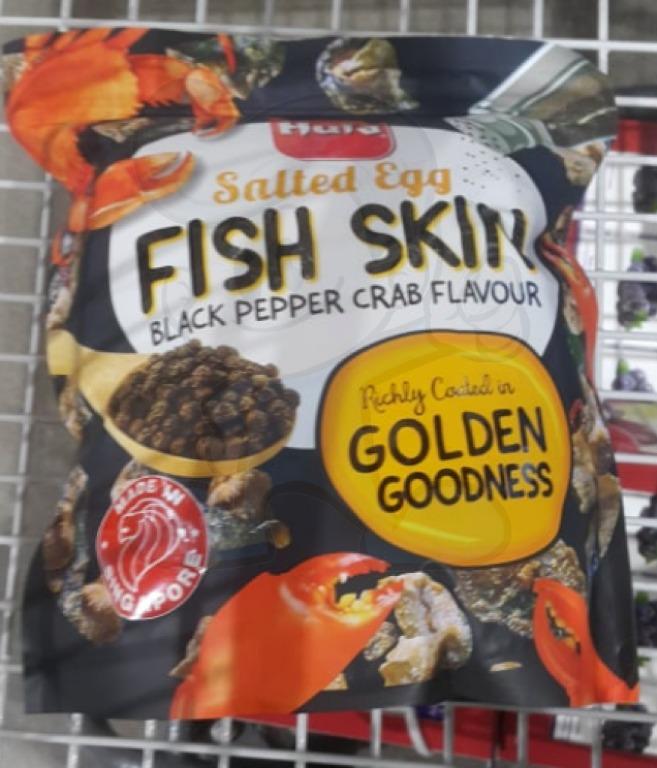 Salted Egg
FISH SKIN
BLACK PEPPER CRAB FLAVOUR
Richly Coated in
GOLDEN
GOODNESS
MADE IN
SINGAPORE